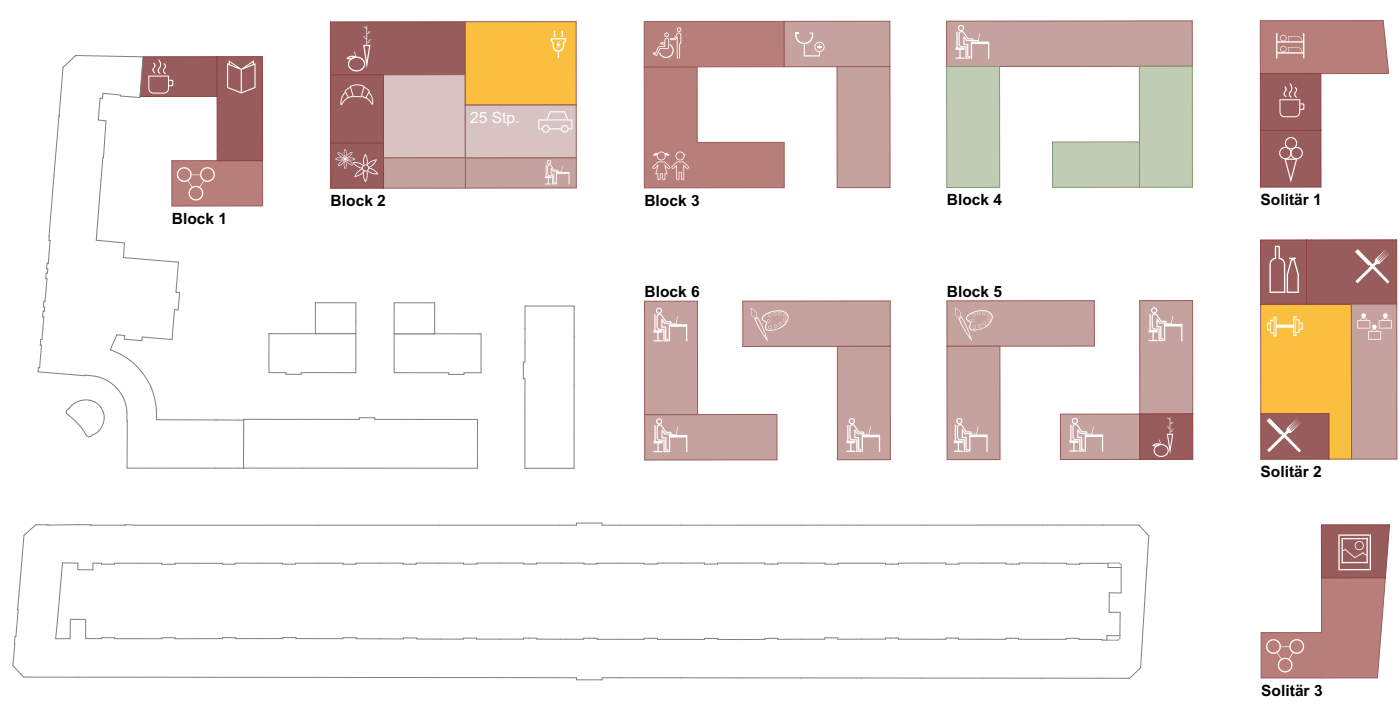 25 Stp.
Block 1
Block 2
Block 3
Block 4
Solitär 1
Block 6
Block 5
Solitär 2
Solitär 3